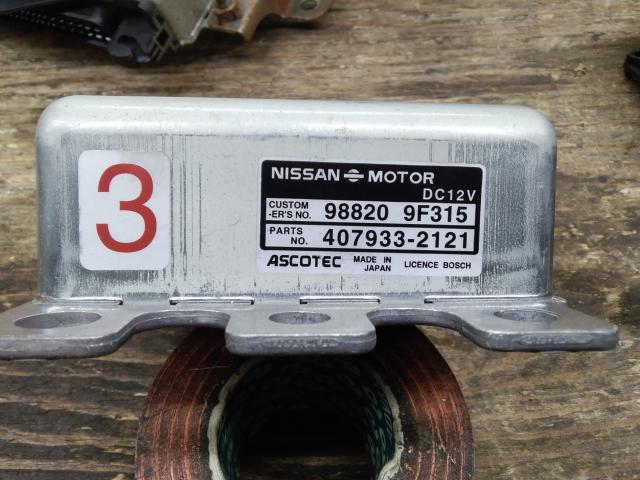 3
NISSAN MOTOR
DC12V
CUSTOM
-ER'S NO. 98820 9F315
PARTS
NO. 407933-2121
ASCOTEC MADE IN
JAPAN LICENCE BOSCH